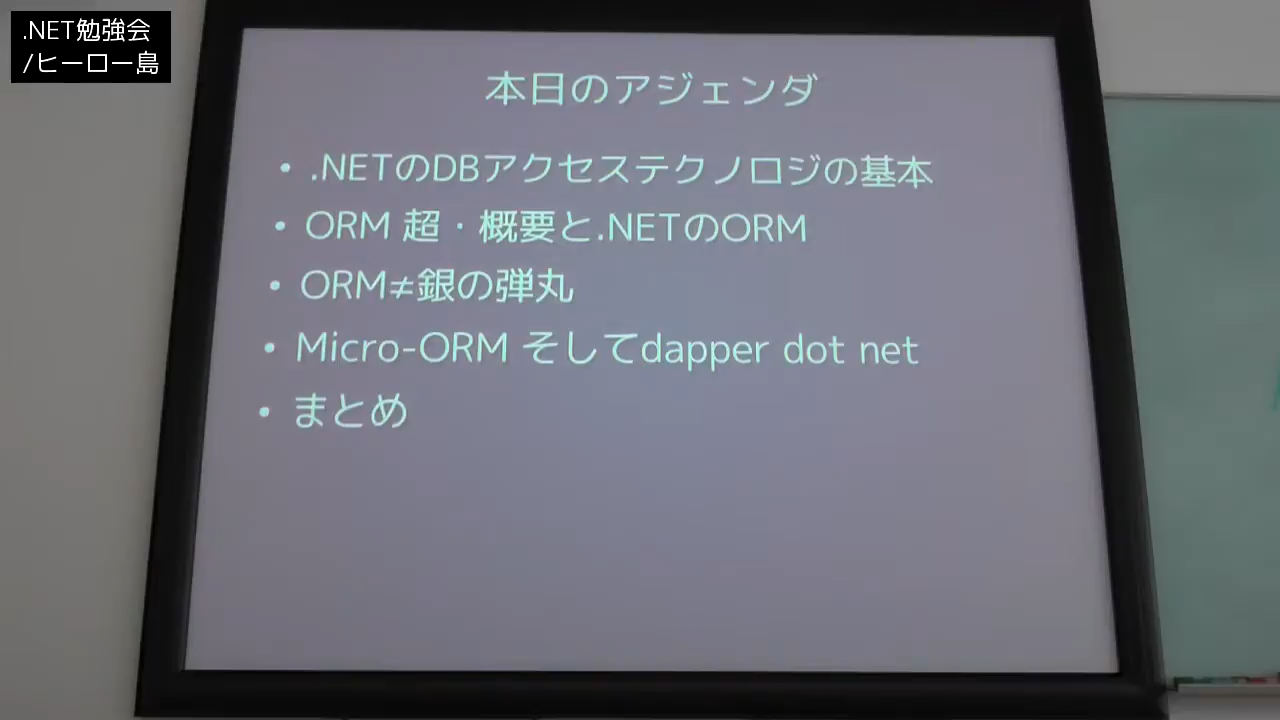 .NET勉強会
/ヒーロー島
本日のアジェンダ
• .NETのDBアクセステクノロジの基本
• ORM 超・概要と.NETのORM
• ORM≠銀の弾丸
• Micro-ORM そしてdapper dot net
• まとめ